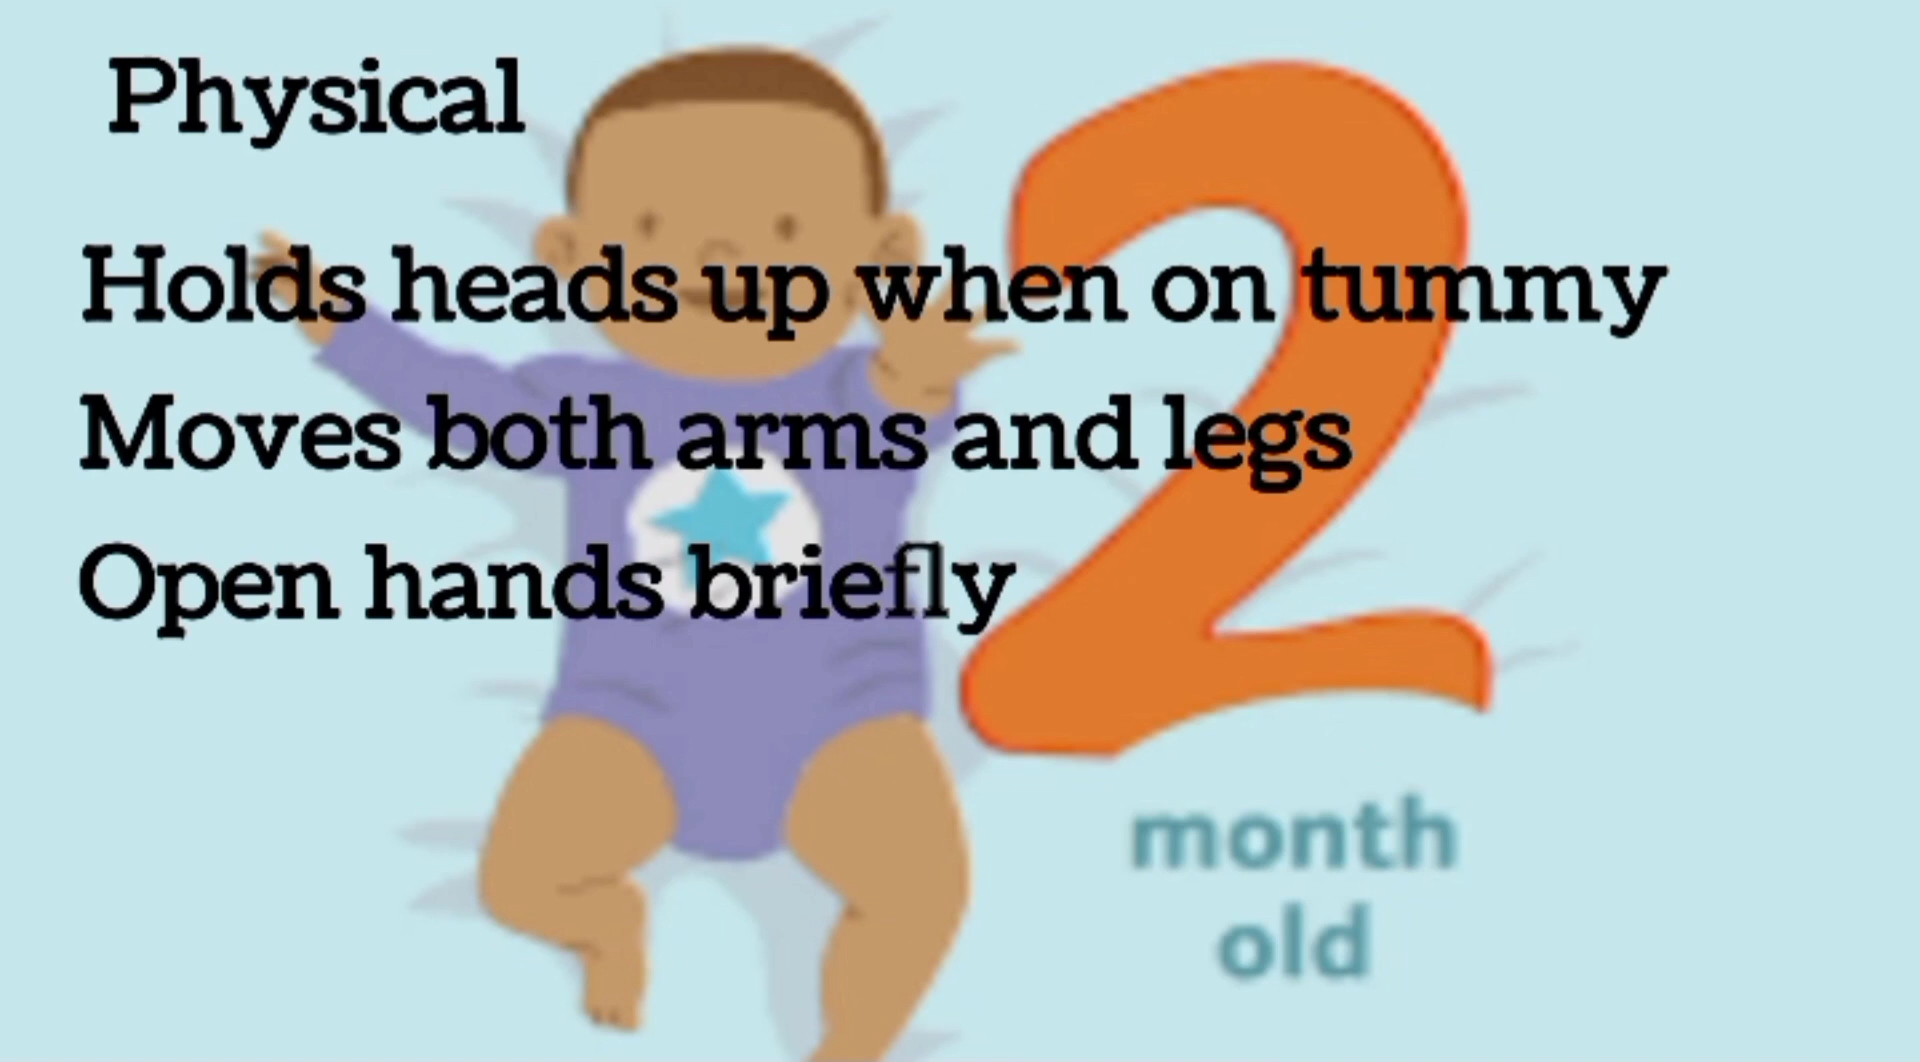 Physical
Holds heads up when on tummy
Moves both arms and legs
Open hands briefly
2
month
old